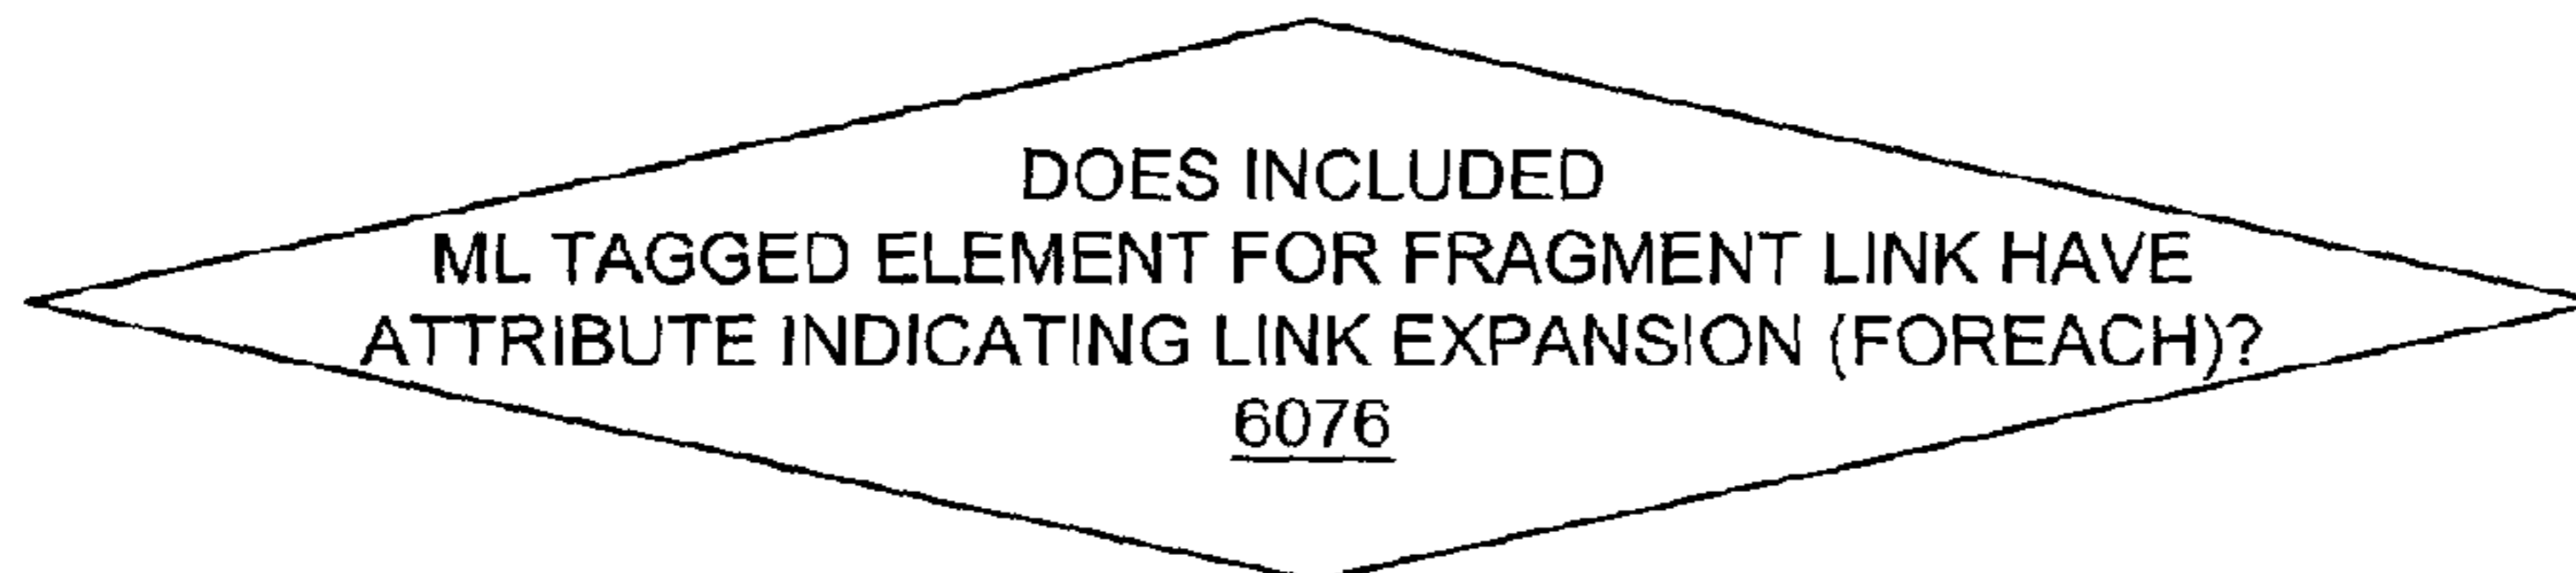 DOES INCLUDED
ML TAGGED ELEMENT FOR FRAGMENT LINK HAVE
ATTRIBUTE INDICATING LINK EXPANSION (FOREACH)?
6076